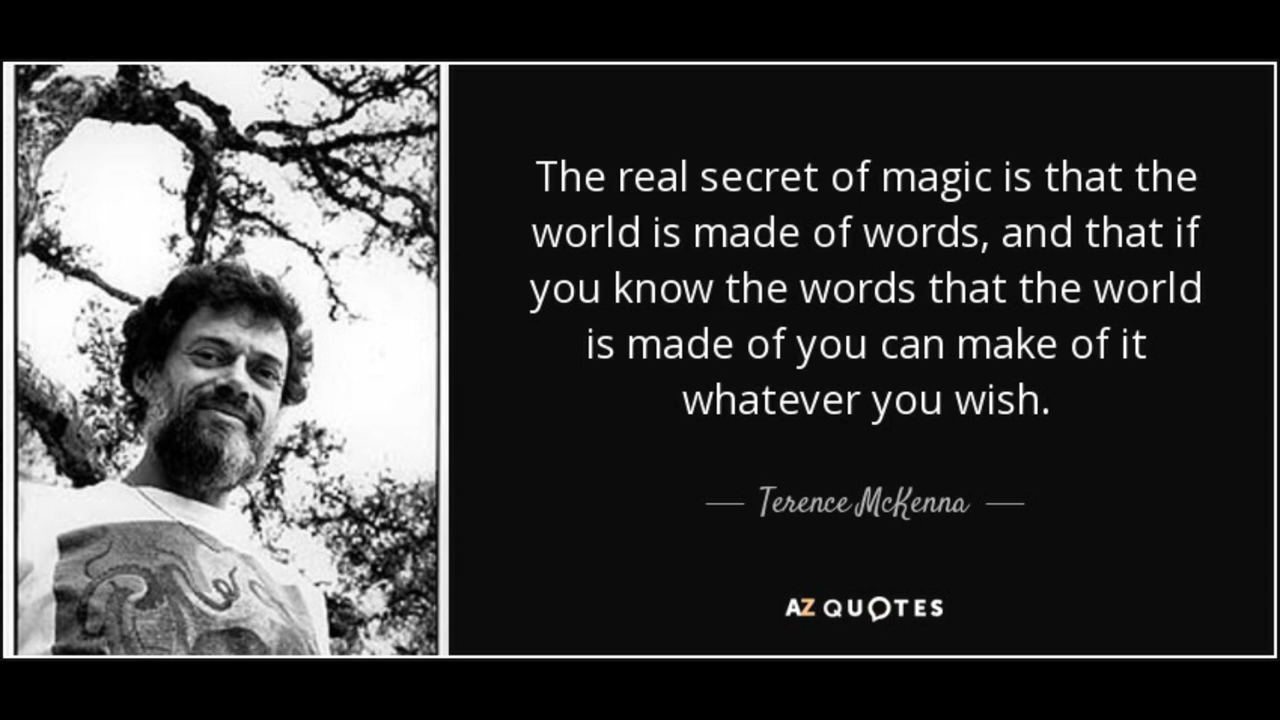 The real secret of magic is that the
world is made of words, and that if
you know the words that the world
is made of you can make of it
whatever you wish.
Terence McKenna
AZ QUOTES